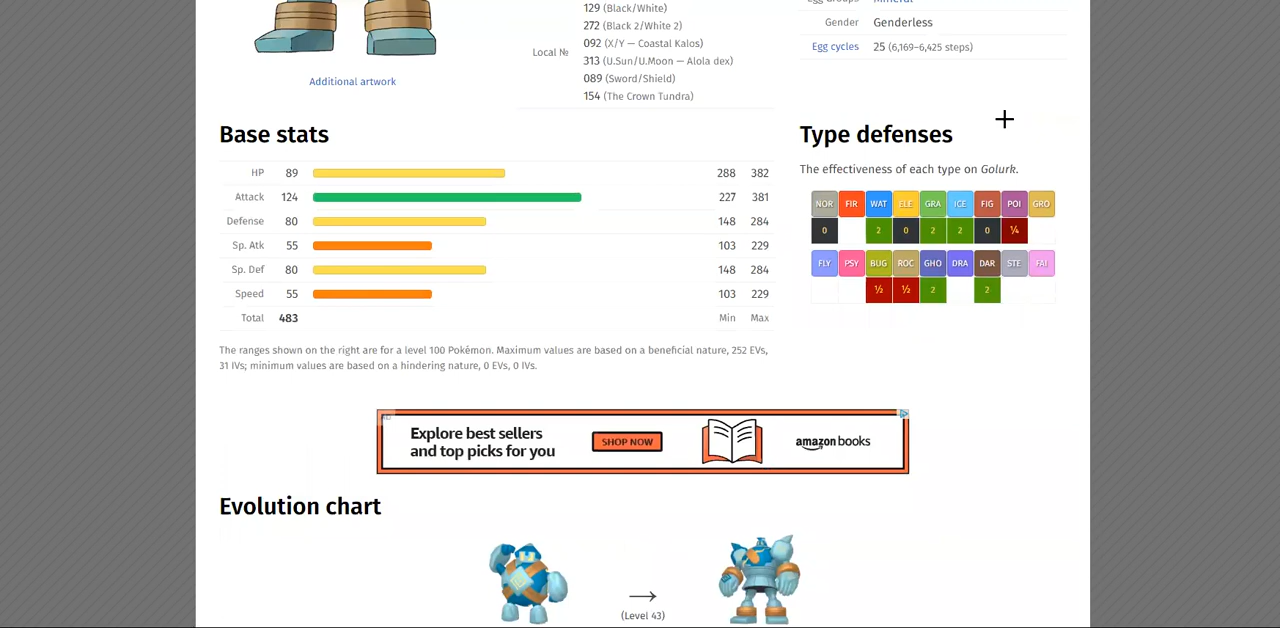 129 (Black/White)
272 (Black 2/White 2)
092 (X/Y — Coastal Kalos)
Local №
313 (U.Sun/U.Moon — Alola dex)
089 (Sword/Shield)
154 (The Crown Tundra)
Additional artwork
Egg Groups Mineral
Gender Genderless
Egg cycles 25 (6,169–6,425 steps)
Base stats
HP 89 288 382
Attack 124 227 381
Defense 80 148 284
Sp. Atk 55 103 229
Sp. Def 80 148 284
Speed 55 103 229
Total 483 Min Max
The ranges shown on the right are for a level 100 Pokémon. Maximum values are based on a beneficial nature, 252 EVs,
31 IVs; minimum values are based on a hindering nature, 0 EVs, 0 IVs.
Type defenses
The effectiveness of each type on Golurk.
NOR FIR WAT ELE GRA ICE FIG POI GRO
0 2 0 2 2 0 ¼
FLY PSY BUG ROC GHO DRA DAR STE FAI
½ ½ 2 2
AD
Explore best sellers
and top picks for you
SHOP NOW
amazon books
Evolution chart
→
(Level 43)